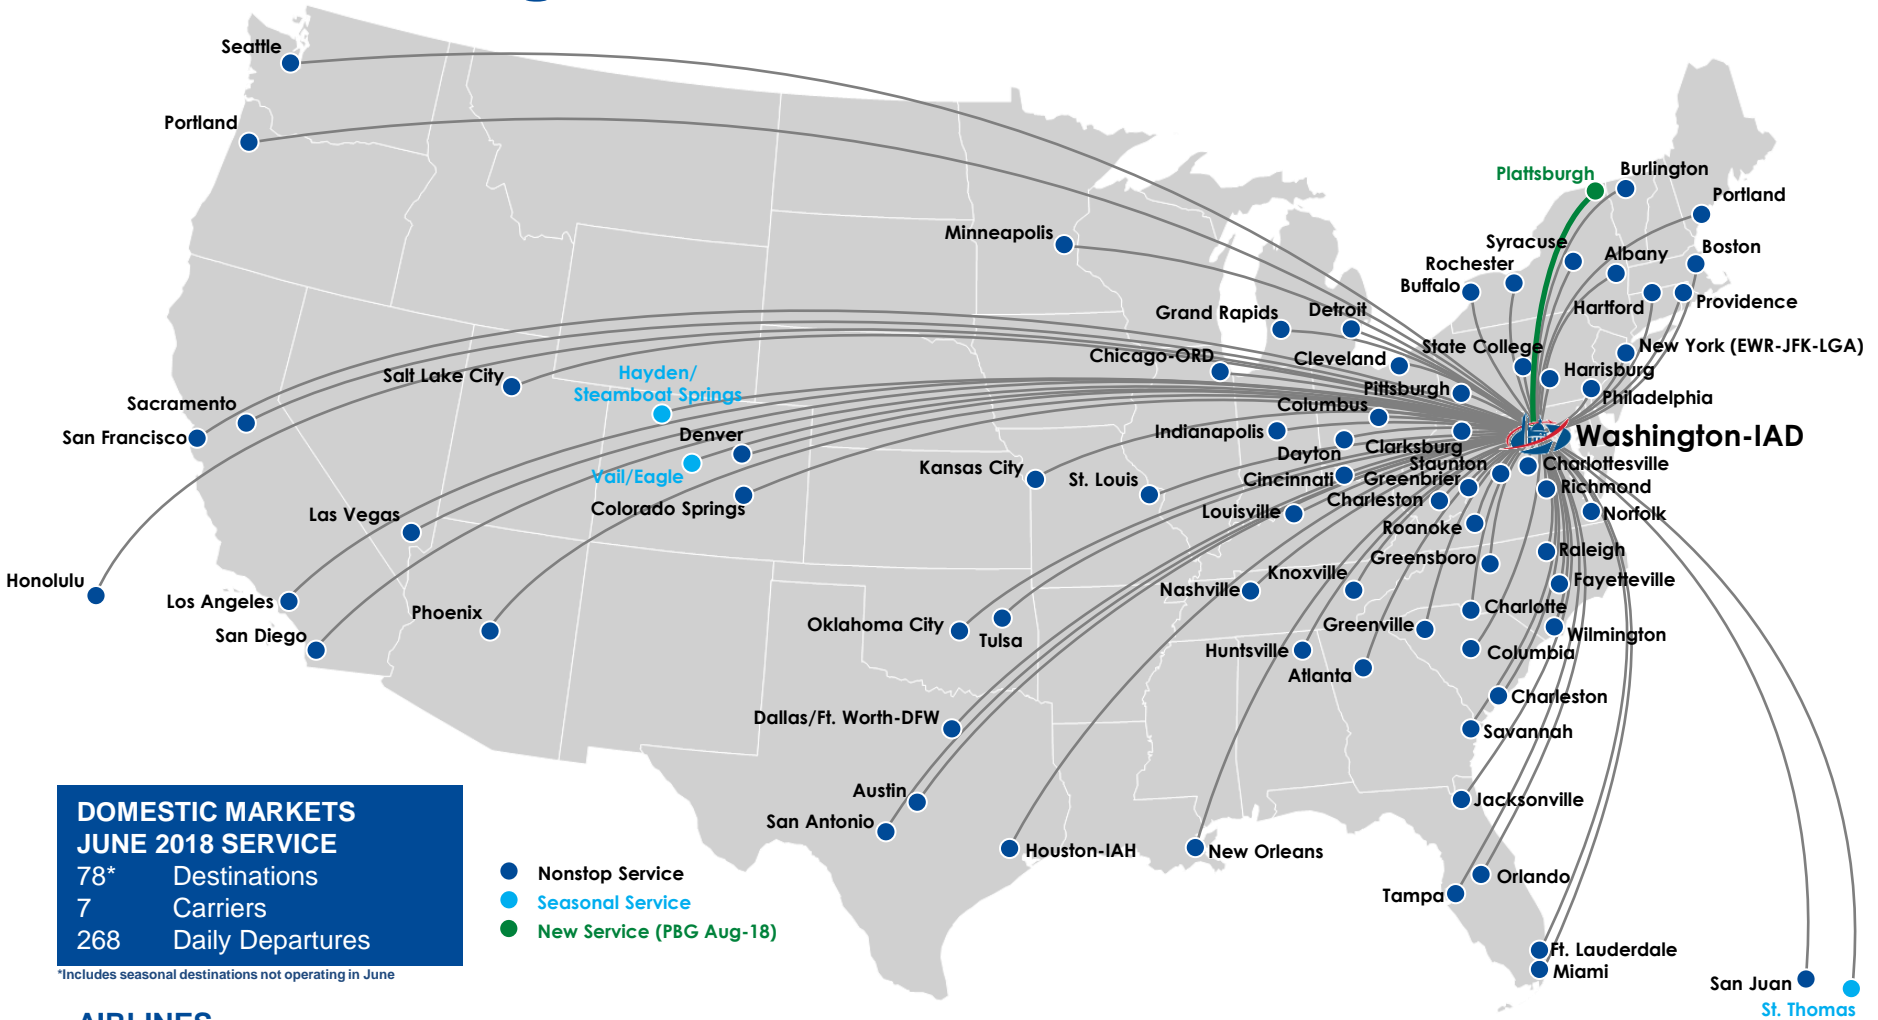 Seattle
Portland
Plattsburgh
Burlington
Portland
Minneapolis
Syracuse
Albany
Boston
Rochester
Buffalo
Hartford
Providence
Grand Rapids
Detroit
State College
New York (EWR-JFK-LGA)
Chicago-ORD
Cleveland
Harrisburg
Pittsburgh
Philadelphia
Salt Lake City
Hayden/
Steamboat Springs
Columbus
Sacramento
San Francisco
Denver
Indianapolis
Dayton
Clarksburg
Washington-IAD
Vail/Eagle
Kansas City
St. Louis
Cincinnati
Staunton
Greenbrier
Charlottesville
Colorado Springs
Charleston
Richmond
Las Vegas
Louisville
Roanoke
Norfolk
Honolulu
Greensboro
Raleigh
Los Angeles
Phoenix
Nashville
Knoxville
Fayetteville
San Diego
Oklahoma City
Tulsa
Greenville
Charlotte
Wilmington
Huntsville
Columbia
Atlanta
Charleston
Dallas/Ft. Worth-DFW
Savannah
Austin
San Antonio
Jacksonville
Houston-IAH
New Orleans
Orlando
Tampa
Ft. Lauderdale
Miami
San Juan
St. Thomas
DOMESTIC MARKETS
JUNE 2018 SERVICE
78* Destinations
7 Carriers
268 Daily Departures
*Includes seasonal destinations not operating in June
Nonstop Service
Seasonal Service
New Service (PBG Aug-18)
AIRLINES